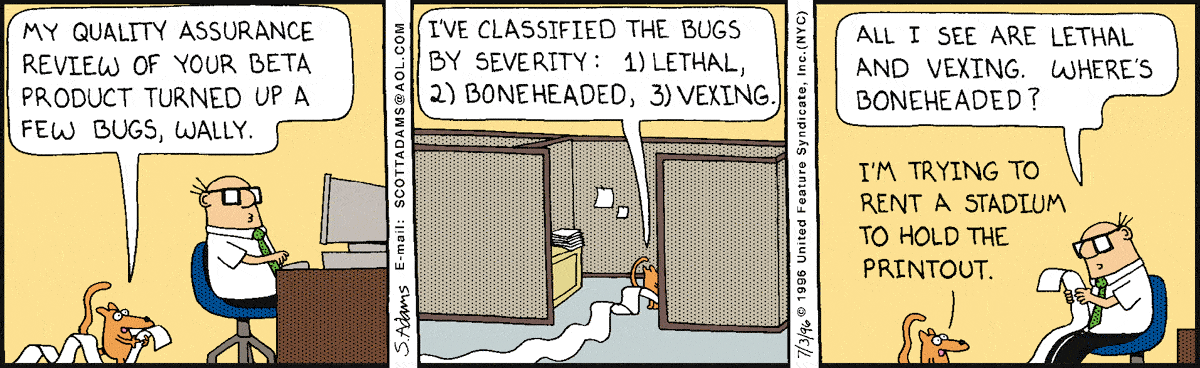 MY QUALITY ASSURANCE
REVIEW OF YOUR BETA
PRODUCT TURNED UP A
FEW BUGS, WALLY.
S.Adams E-mail: SCOTTADAMS@AOL.COM
I'VE CLASSIFIED THE BUGS
BY SEVERITY: 1) LETHAL,
2) BONEHEADED, 3) VEXING.
7/3/96 © 1996 United Feature Syndicate, Inc.(NYC)
ALL I SEE ARE LETHAL
AND VEXING. WHERE'S
BONEHEADED?
I'M TRYING TO
RENT A STADIUM
TO HOLD THE
PRINTOUT.